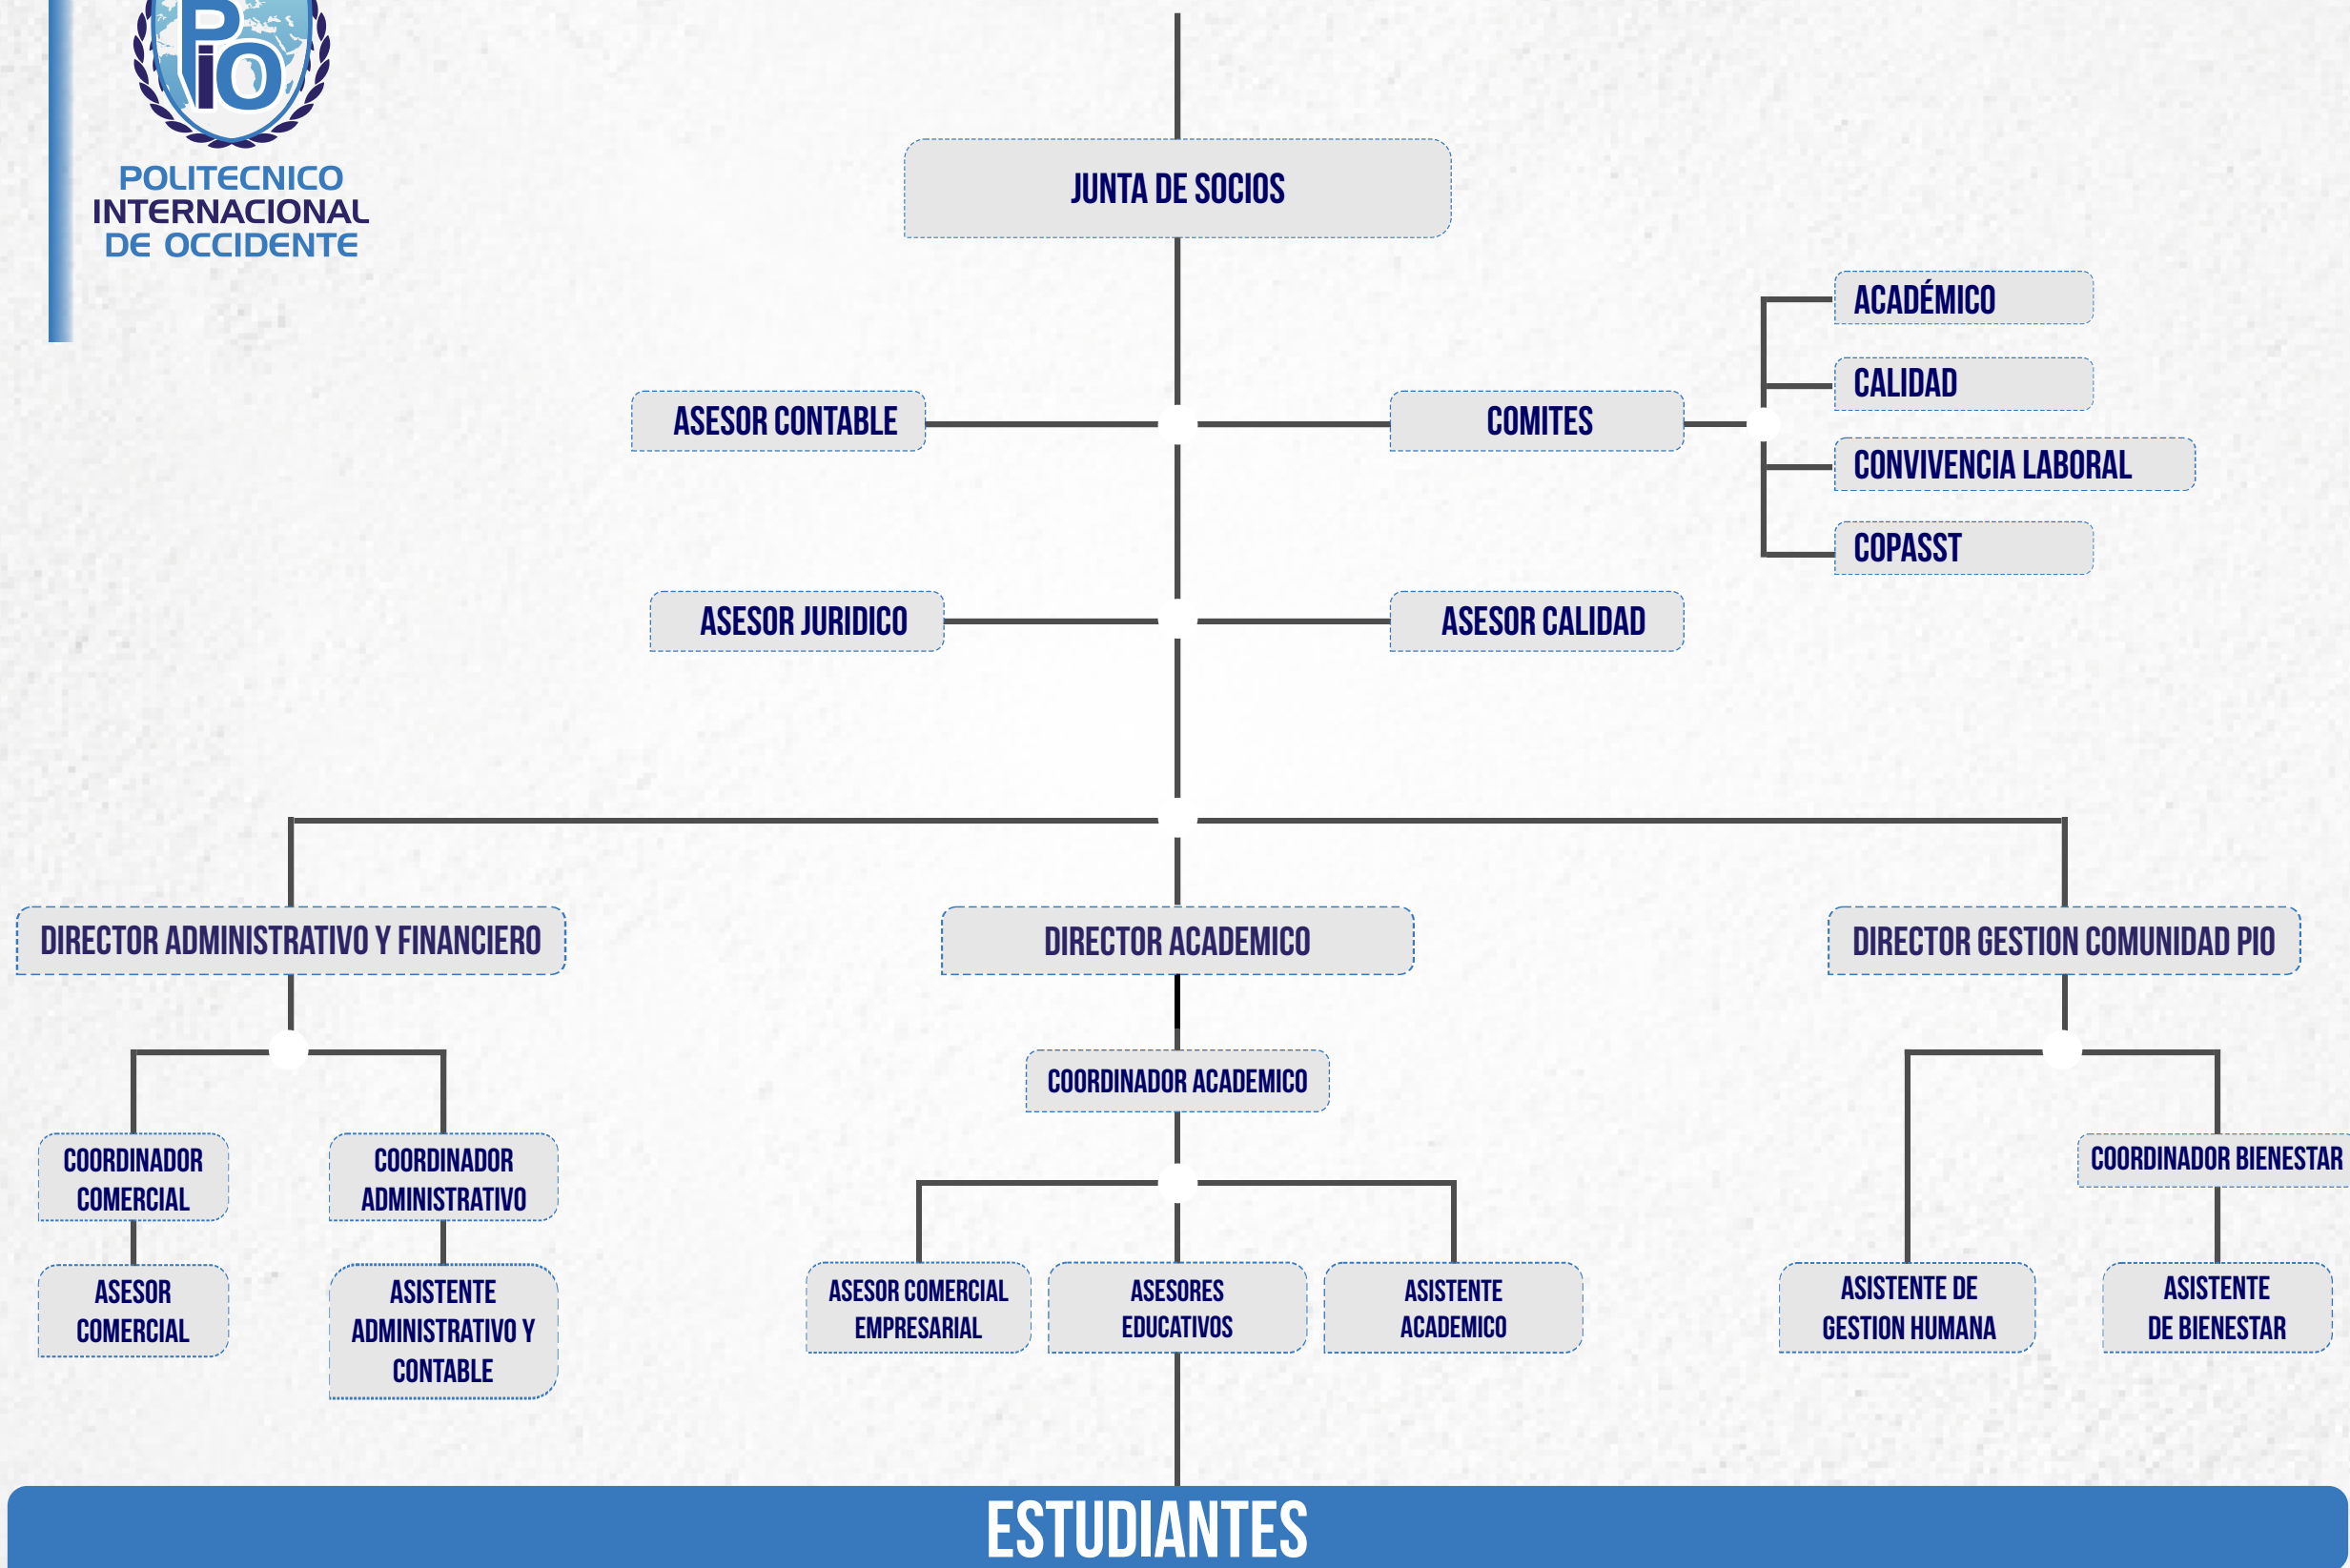 PiO
POLITECNICO
INTERNACIONAL
DE OCCIDENTE
JUNTA DE SOCIOS
ACADÉMICO
CALIDAD
ASESOR CONTABLE
COMITES
CONVIVENCIA LABORAL
COPASST
ASESOR JURIDICO
ASESOR CALIDAD
DIRECTOR ADMINISTRATIVO Y FINANCIERO
DIRECTOR ACADEMICO
DIRECTOR GESTION COMUNIDAD PIO
COORDINADOR ACADEMICO
COORDINADOR
COMERCIAL
COORDINADOR
ADMINISTRATIVO
COORDINADOR BIENESTAR
ASESOR
COMERCIAL
ASISTENTE
ADMINISTRATIVO Y
CONTABLE
ASESOR COMERCIAL
EMPRESARIAL
ASESORES
EDUCATIVOS
ASISTENTE
ACADEMICO
ASISTENTE DE
GESTION HUMANA
ASISTENTE
DE BIENESTAR
ESTUDIANTES